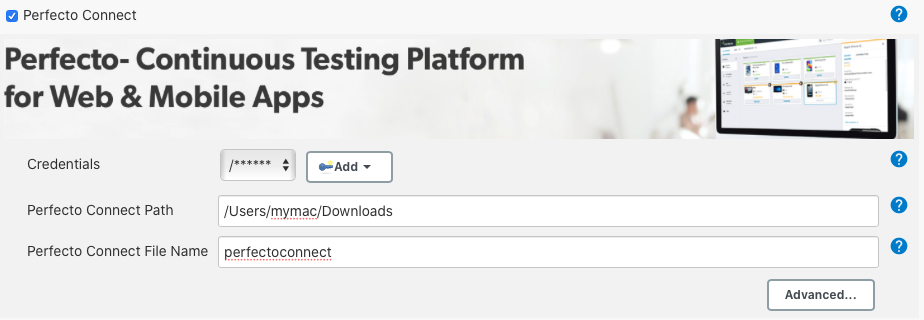 Perfecto Connect
Perfecto- Continuous Testing Platform
for Web & Mobile Apps
Credentials
/******
Add
Perfecto Connect Path
/Users/mymac/Downloads
Perfecto Connect File Name
perfectoconnect
Advanced...